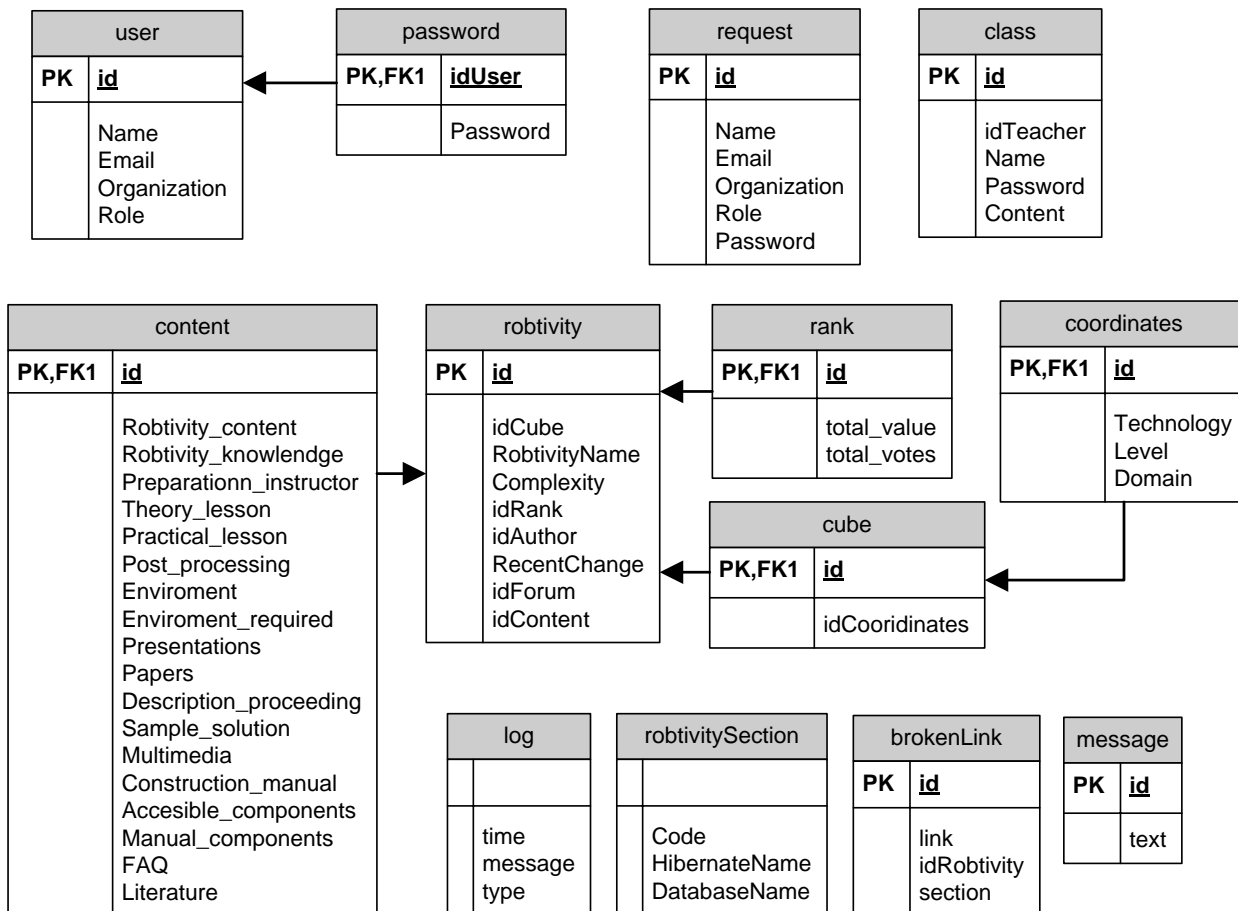 user
PK id
Name
Email
Organization
Role
password
PK,FK1 idUser
Password
request
PK id
Name
Email
Organization
Role
Password
class
PK id
idTeacher
Name
Password
Content
content
PK,FK1 id
Robtivity_content
Robtivity_knowlendge
Preparationn_instructor
Theory_lesson
Practical_lesson
Post_processing
Enviroment
Enviroment_required
Presentations
Papers
Description_proceeding
Sample_solution
Multimedia
Construction_manual
Accesible_components
Manual_components
FAQ
Literature
robtivity
PK id
idCube
RobtivityName
Complexity
idRank
idAuthor
RecentChange
idForum
idContent
rank
PK,FK1 id
total_value
total_votes
coordinates
PK,FK1 id
Technology
Level
Domain
cube
PK,FK1 id
idCooridinates
log
time
message
type
robtivitySection
Code
HibernateName
DatabaseName
brokenLink
PK id
link
idRobtivity
section
message
PK id
text